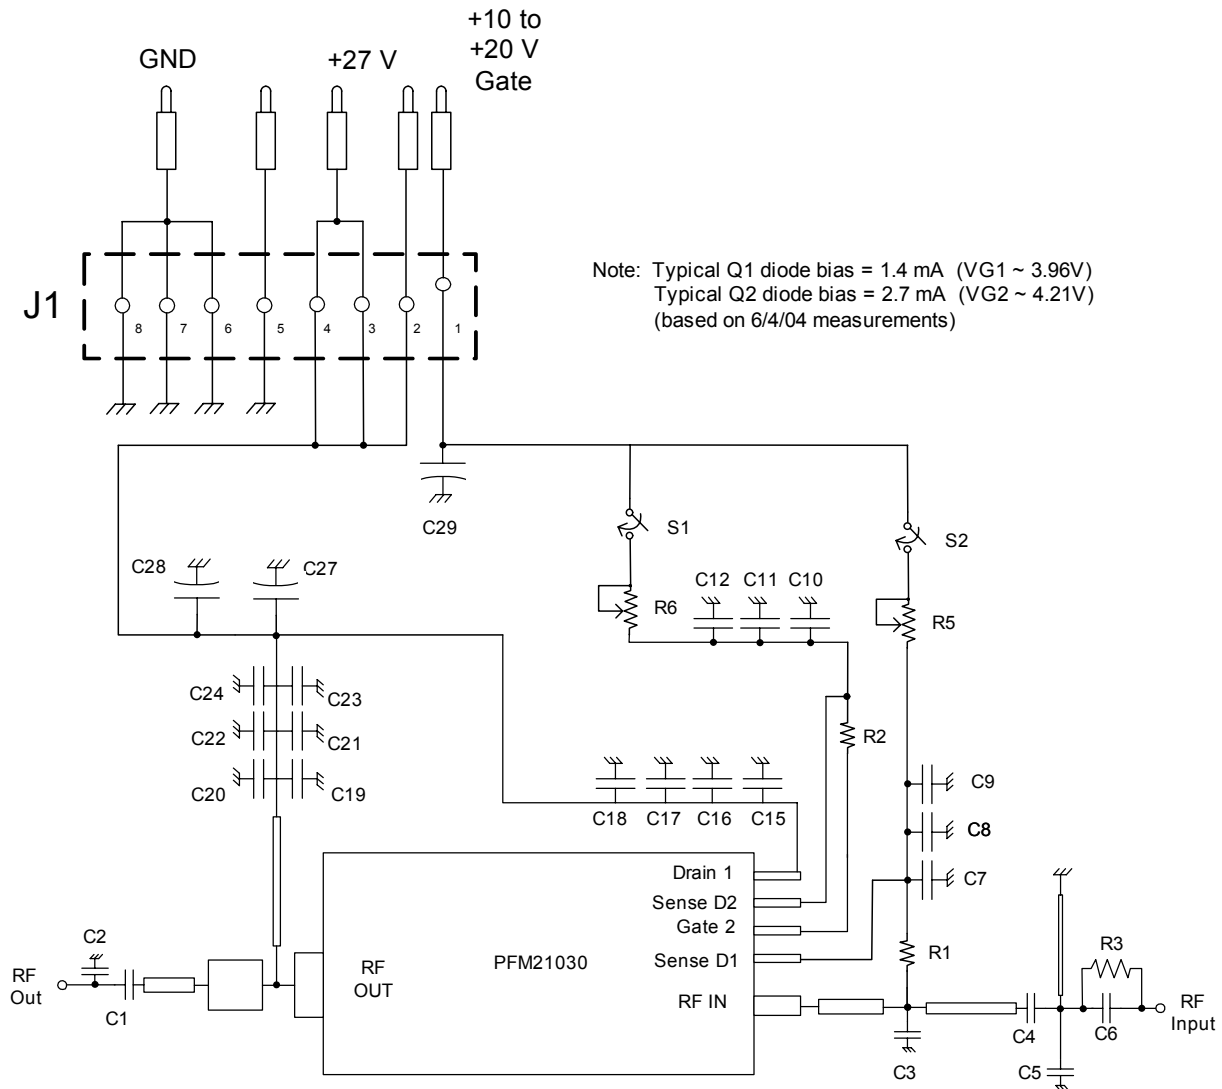 +10 to
+20 V
Gate
GND
+27 V
J1
8
7
6
5
4
3
2
1
Note: Typical Q1 diode bias = 1.4 mA (VG1 ~ 3.96V)
Typical Q2 diode bias = 2.7 mA (VG2 ~ 4.21V)
(based on 6/4/04 measurements)
C29
S1
S2
C28
C27
C12
C11
C10
R6
R5
C24
C23
C22
C21
C20
C19
R2
C9
C8
C7
C18
C17
C16
C15
Drain 1
Sense D2
Gate 2
Sense D1
RF IN
PFM21030
RF
OUT
R1
R3
C2
RF
Out
C1
C3
C4
C5
C6
RF
Input